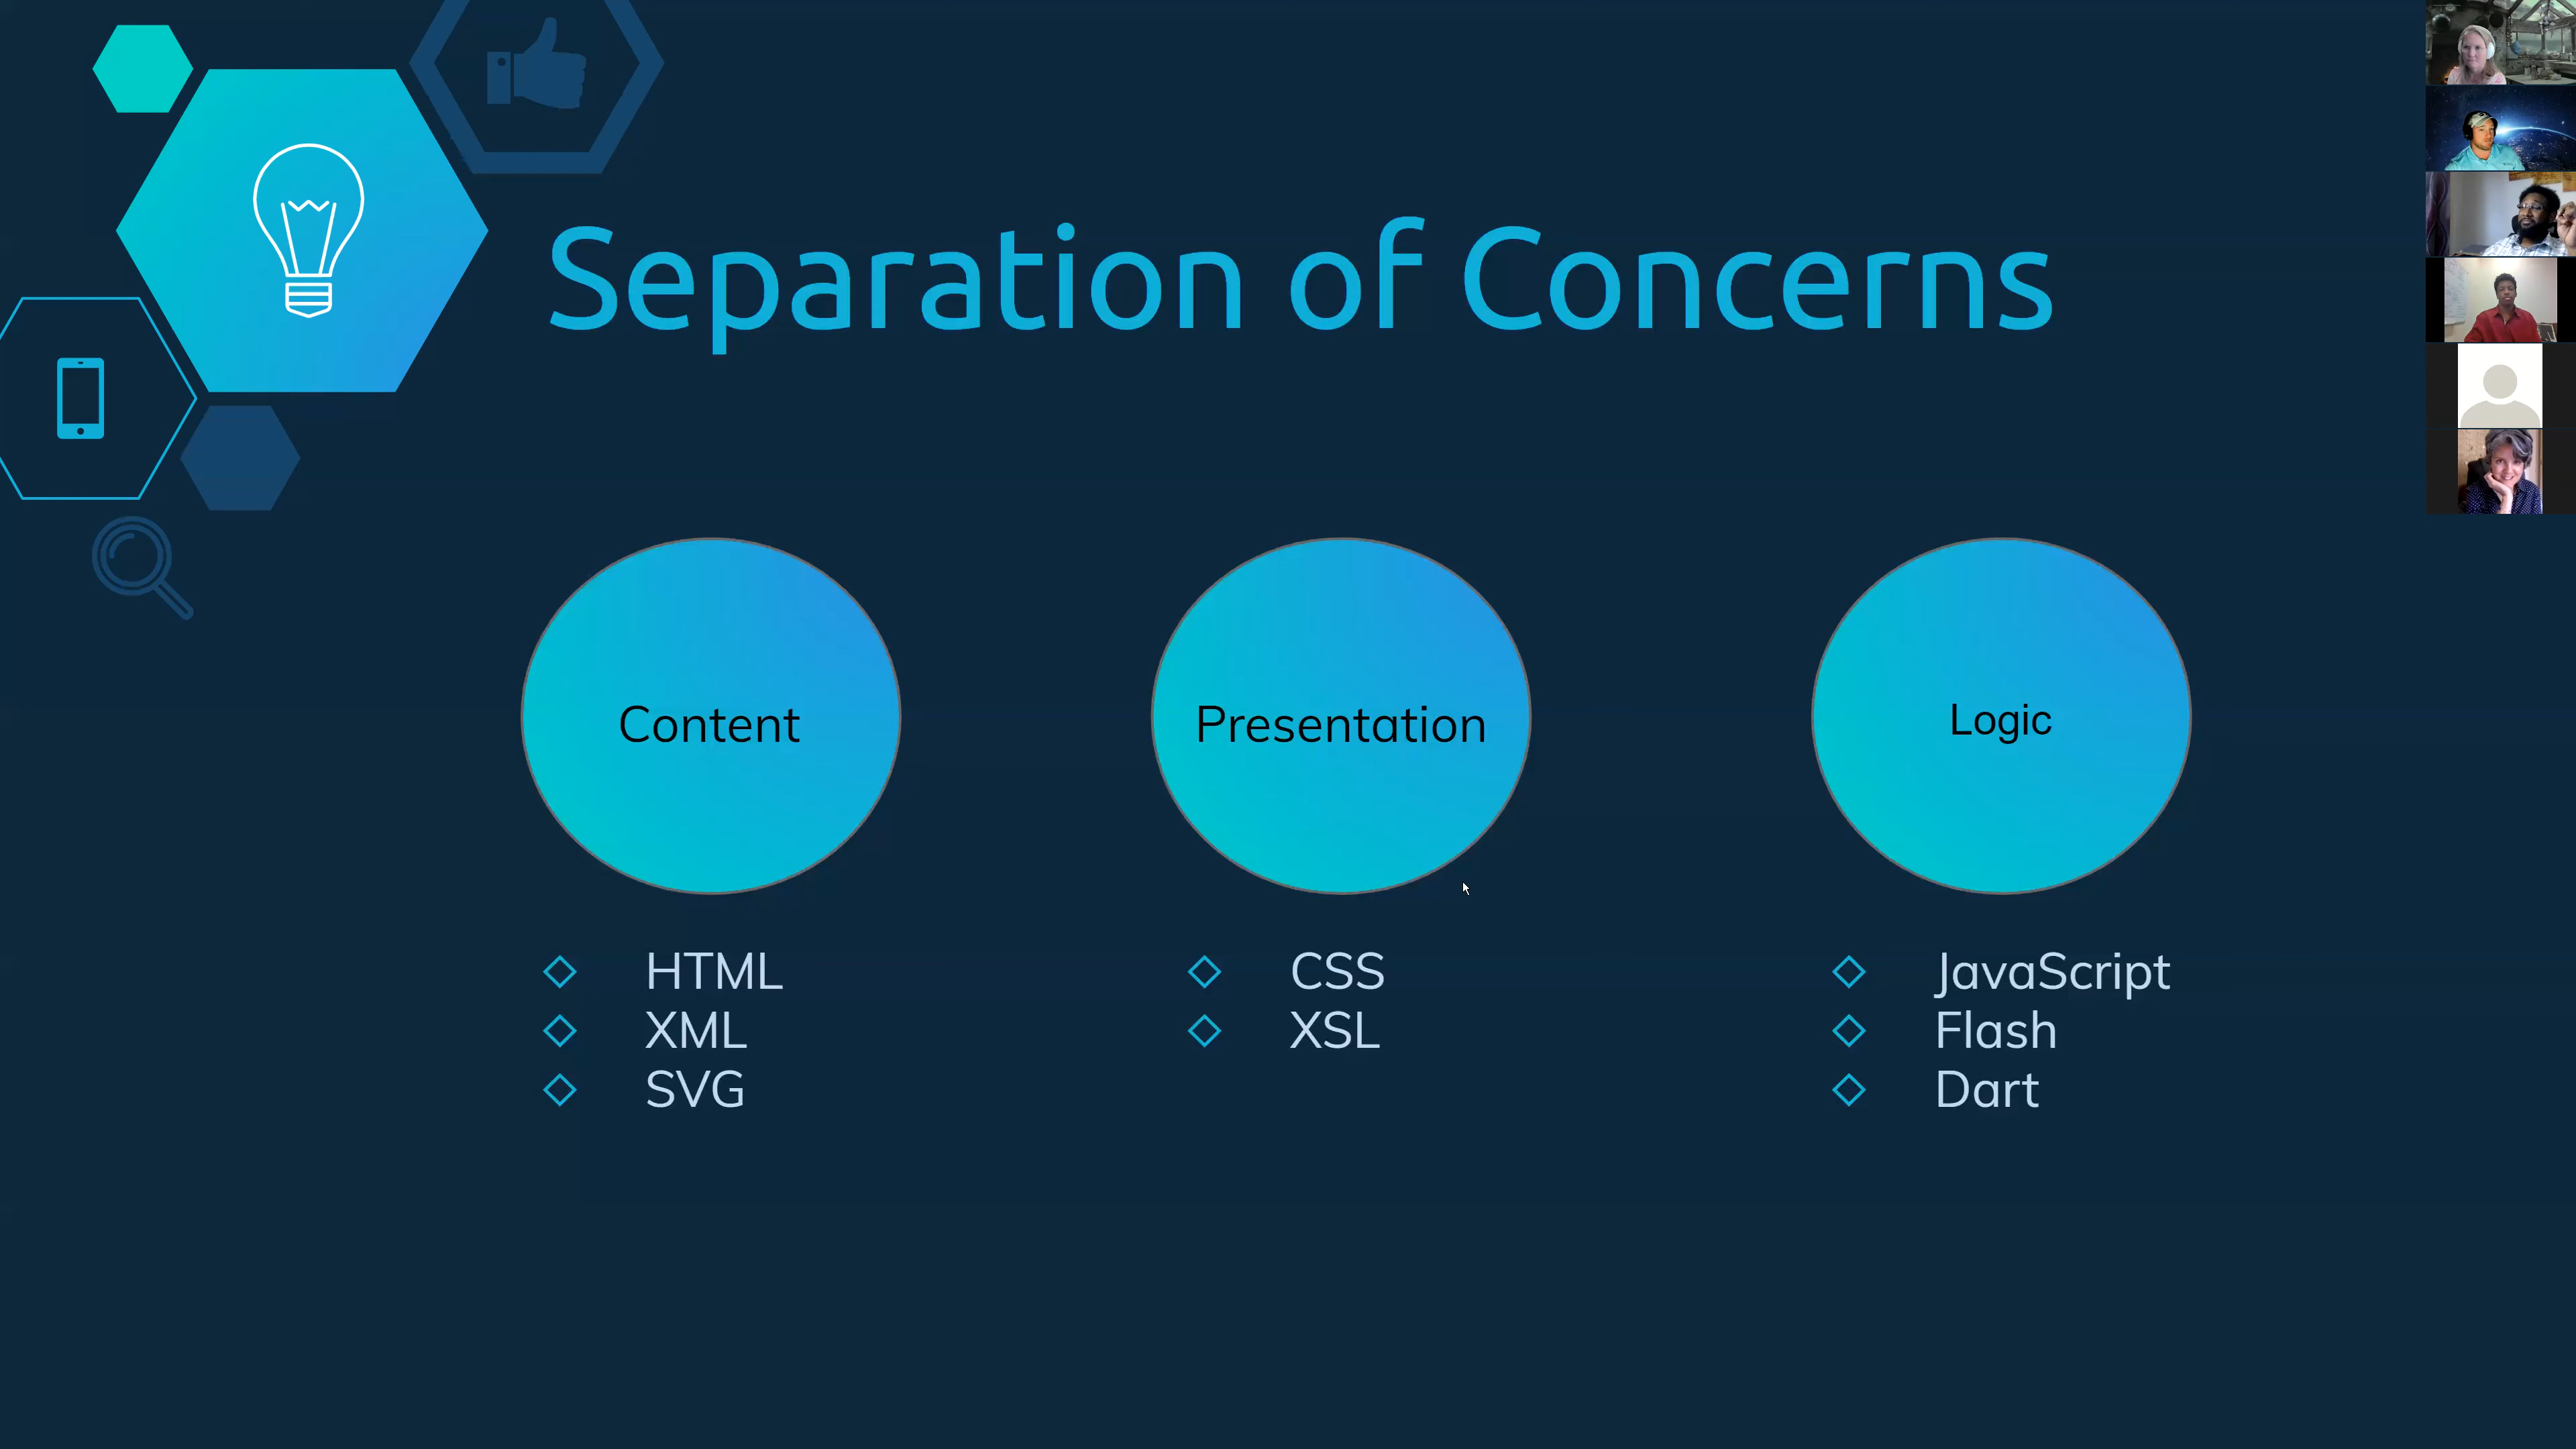 Separation of Concerns
Content
Presentation
Logic
HTML
XML
SVG
CSS
XSL
JavaScript
Flash
Dart